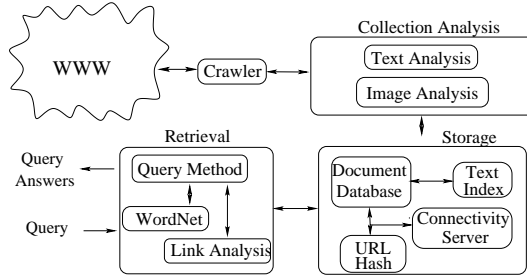 Collection Analysis
WWW
Crawler
Text Analysis
Image Analysis
Retrieval
Storage
Query
Answers
Query Method
WordNet
Link Analysis
Query
Document
Database
Text
Index
Connectivity
Server
URL
Hash